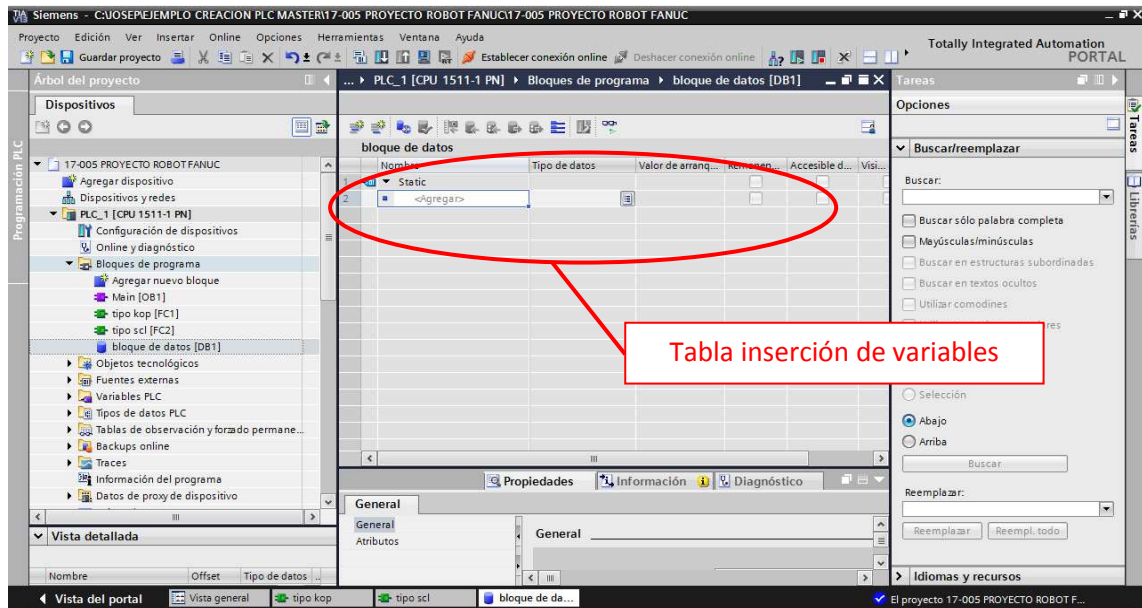 Siemens - C:\JOSEP\EJEMPLO CREACION PLC MASTER\17-005 PROYECTO ROBOT FANUC\17-005 PROYECTO ROBOT FANUC
Proyecto Edición Ver Insertar Online Opciones Herramientas Ventana Ayuda
Totally Integrated Automation
PORTAL
Guardar proyecto
Establecer conexión online
Deshacer conexión online
Árbol del proyecto
... PLC_1 [CPU 1511-1 PN] Bloques de programa bloque de datos [DB1]
Tareas
Dispositivos
Opciones
Programación PLC
17-005 PROYECTO ROBOT FANUC
Agregar dispositivo
Dispositivos y redes
PLC_1 [CPU 1511-1 PN]
Configuración de dispositivos
Online y diagnóstico
Bloques de programa
Agregar nuevo bloque
Main [OB1]
tipo kop [FC1]
tipo scl [FC2]
bloque de datos [DB1]
Objetos tecnológicos
Fuentes externas
Variables PLC
Tipos de datos PLC
Tablas de observación y forzado permane...
Backups online
Traces
Información del programa
Datos de proxy de dispositivo
Vista detallada
Nombre Offset Tipo de datos ...
bloque de datos
Nombre Tipo de datos Valor de arranq... Remanen... Accesible d... Visi...
1 Static
2 <Agregar>
Tabla inserción de variables
Propiedades Información Diagnóstico
General
General
Atributos
General
Buscar/reemplazar
Buscar:
Buscar sólo palabra completa
Mayúsculas/minúsculas
Buscar en estructuras subordinadas
Buscar en textos ocultos
Utilizar comodines
Selección
Abajo
Arriba
Buscar
Reemplazar:
Reemplazar Reempl. todo
Idiomas y recursos
Tareas
Librerías
Vista del portal Vista general tipo kop tipo scl bloque de da...
El proyecto 17-005 PROYECTO ROBOT F...